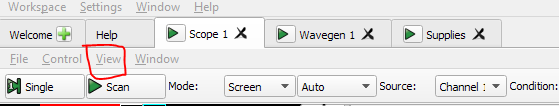 Workspace Settings Window Help
Welcome Help Scope 1 Wavegen 1 Supplies
File Control View Window
Single Scan Mode: Screen Auto Source: Channel 1 Condition: